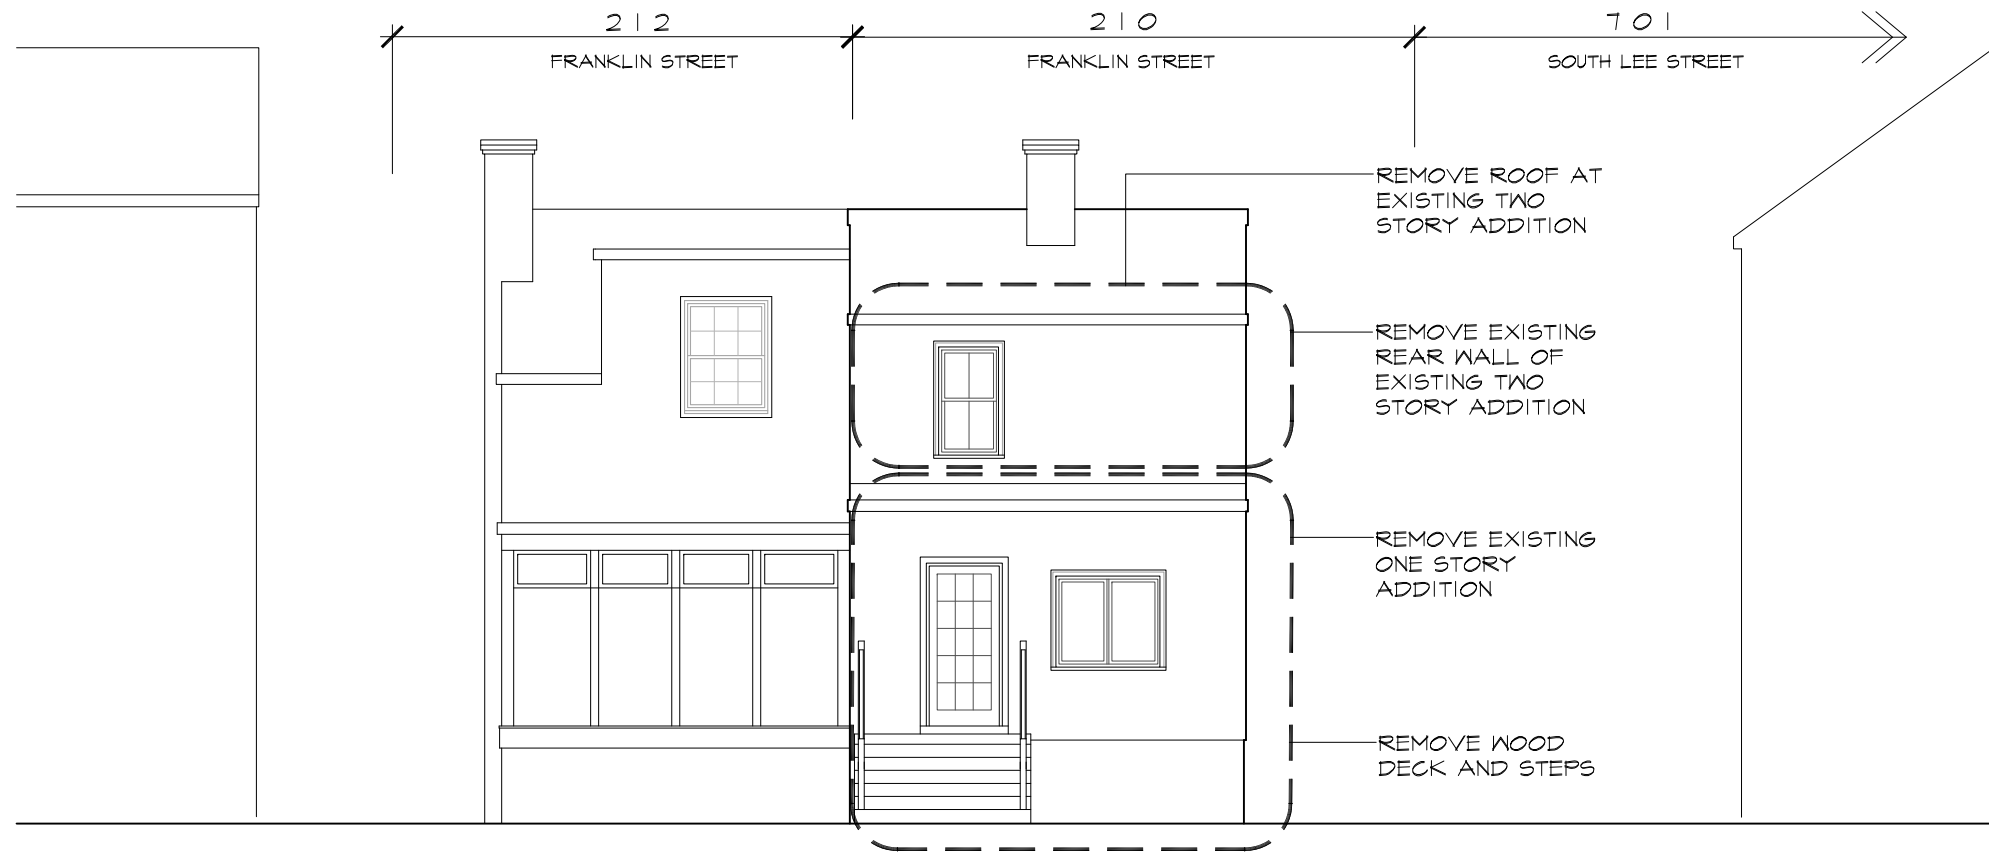 212
FRANKLIN STREET
210
FRANKLIN STREET
701
SOUTH LEE STREET
REMOVE ROOF AT
EXISTING TWO
STORY ADDITION
REMOVE EXISTING
REAR WALL OF
EXISTING TWO
STORY ADDITION
REMOVE EXISTING
ONE STORY
ADDITION
REMOVE WOOD
DECK AND STEPS